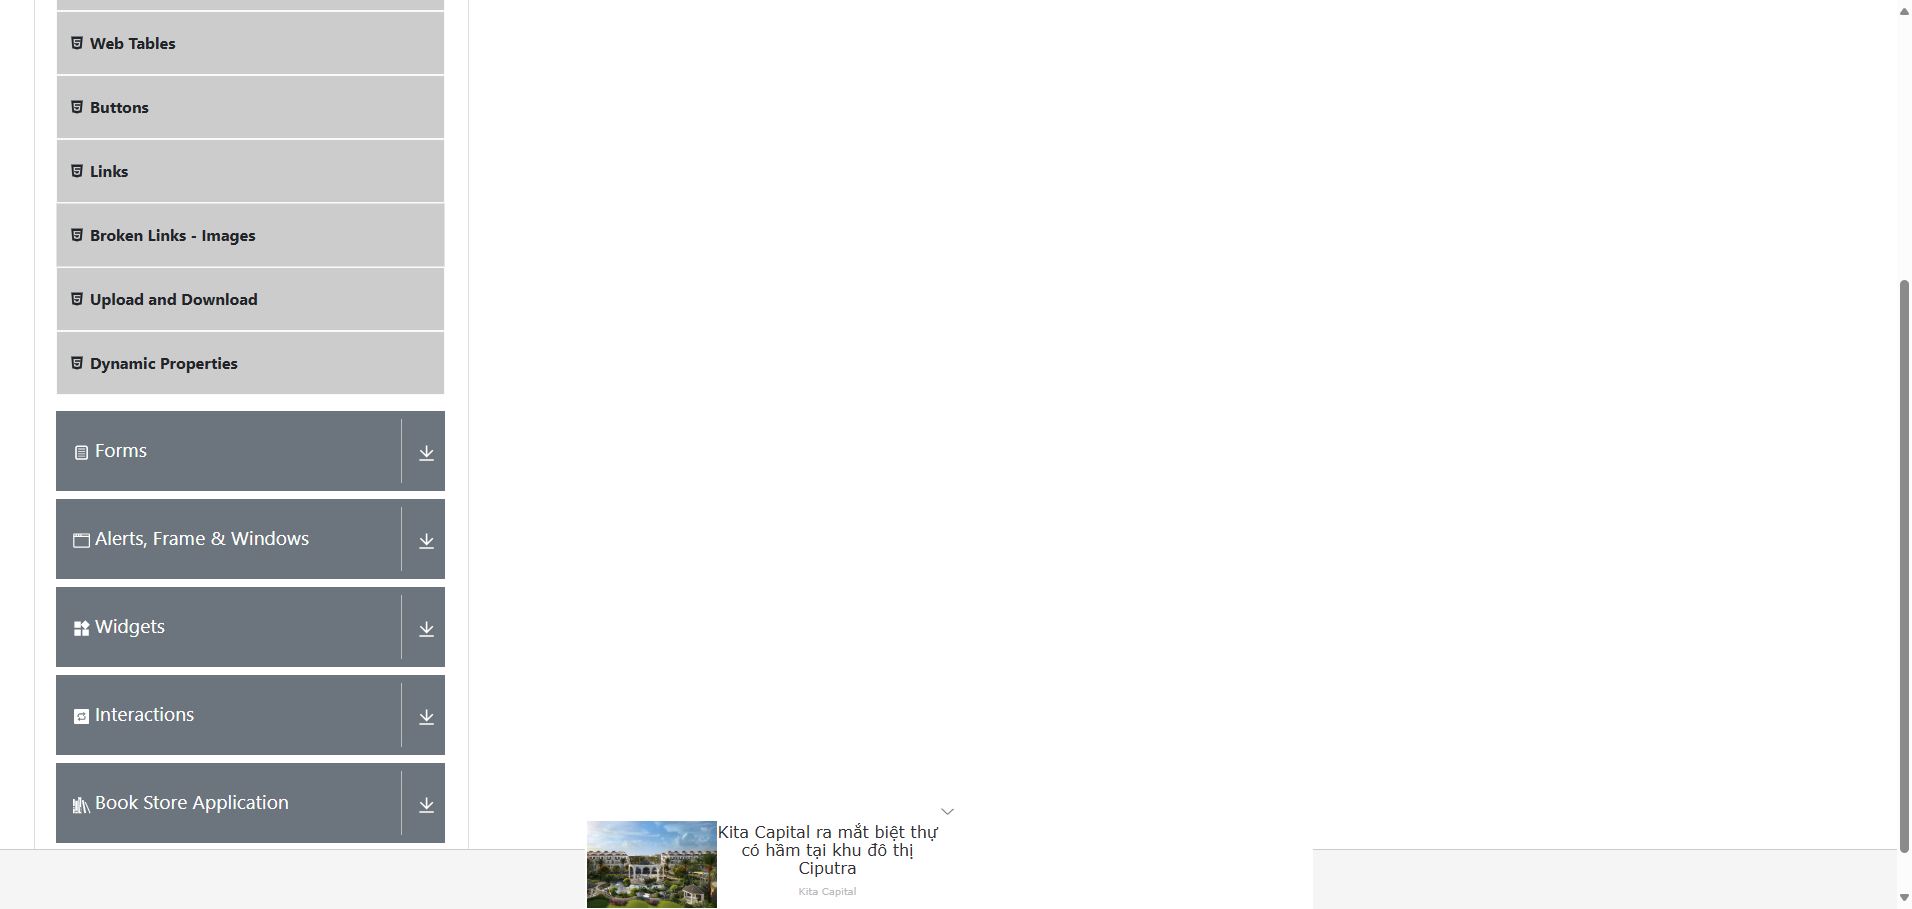 Web Tables
Buttons
Links
Broken Links - Images
Upload and Download
Dynamic Properties
Forms
Alerts, Frame & Windows
Widgets
Interactions
Book Store Application
Kita Capital ra mắt biệt thự
có hầm tại khu đô thị
Ciputra
Kita Capital